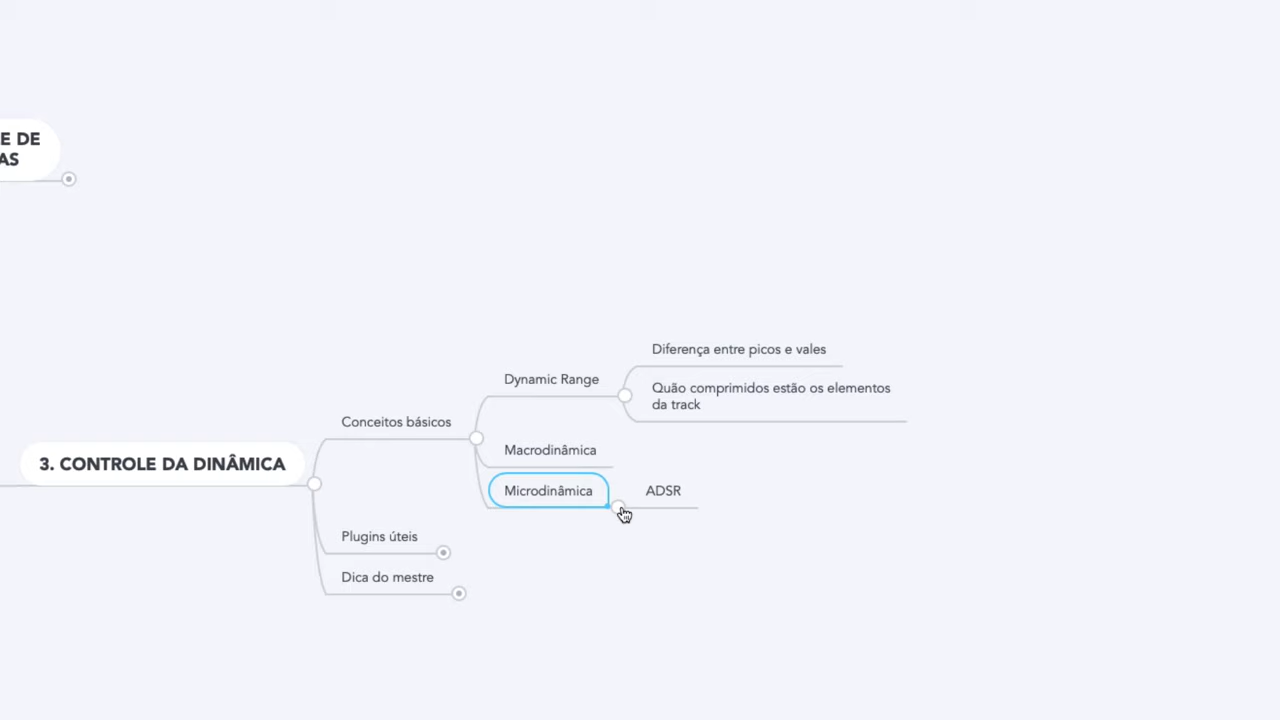 E DE
AS
Diferença entre picos e vales
Dynamic Range
Quão comprimidos estão os elementos
da track
Conceitos básicos
Macrodinâmica
3. CONTROLE DA DINÂMICA
Microdinâmica
ADSR
Plugins úteis
Dica do mestre